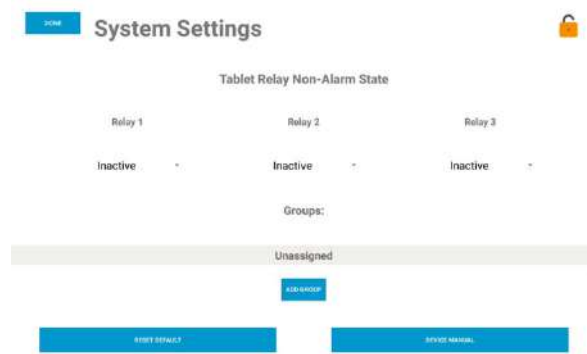 DONE
System Settings
Tablet Relay Non-Alarm State
Relay 1 Relay 2 Relay 3
Inactive Inactive Inactive
Groups:
Unassigned
ADD GROUP
RESET DEFAULT DEVICE MANUAL